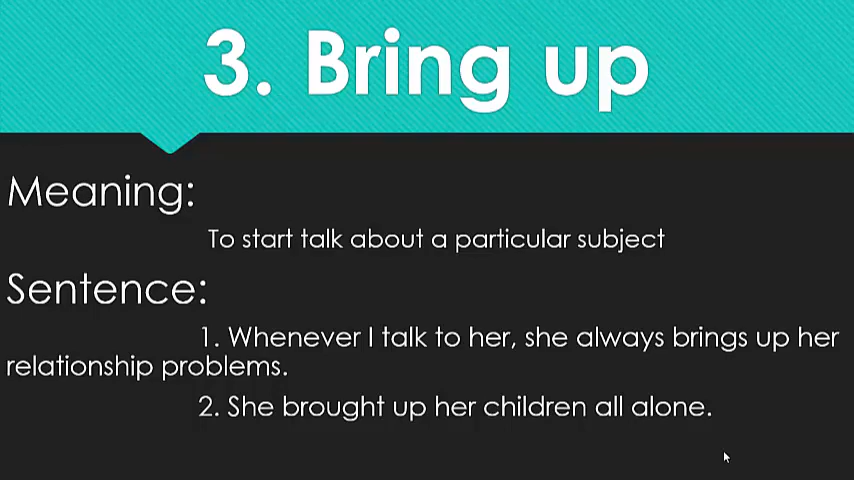 3. Bring up
Meaning:
To start talk about a particular subject
Sentence:
1. Whenever I talk to her, she always brings up her
relationship problems.
2. She brought up her children all alone.